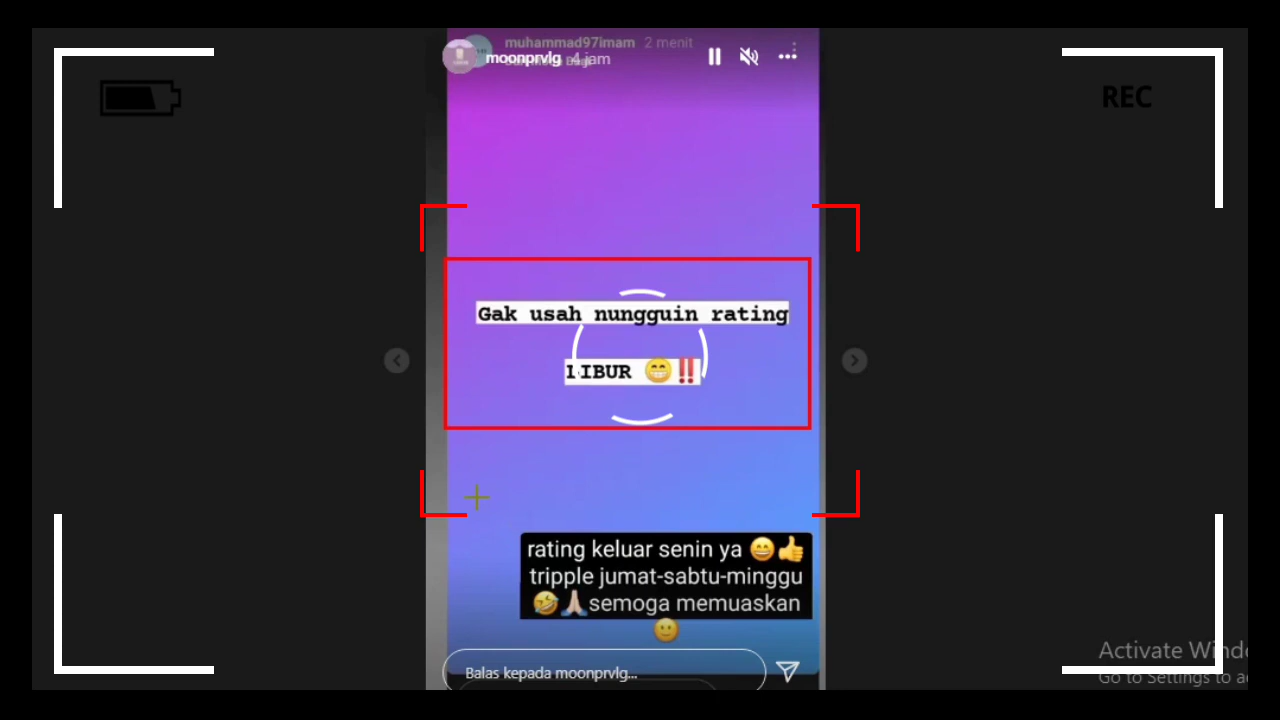 muhammad97imam 2 menit
moonprvlg 4 jam
REC
Gak usah nungguin rating
lIBUR 😁‼️
rating keluar senin ya 😄👍
tripple jumat-sabtu-minggu
🤣🙏🏻semoga memuaskan
🙂
Balas kepada moonprvlg...
Activate Windo
Go to Settings to a